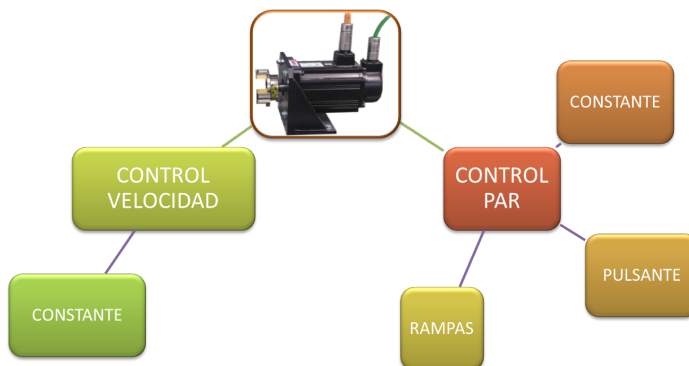 CONTROL
VELOCIDAD
CONSTANTE
CONTROL
PAR
CONSTANTE
PULSANTE
RAMPAS